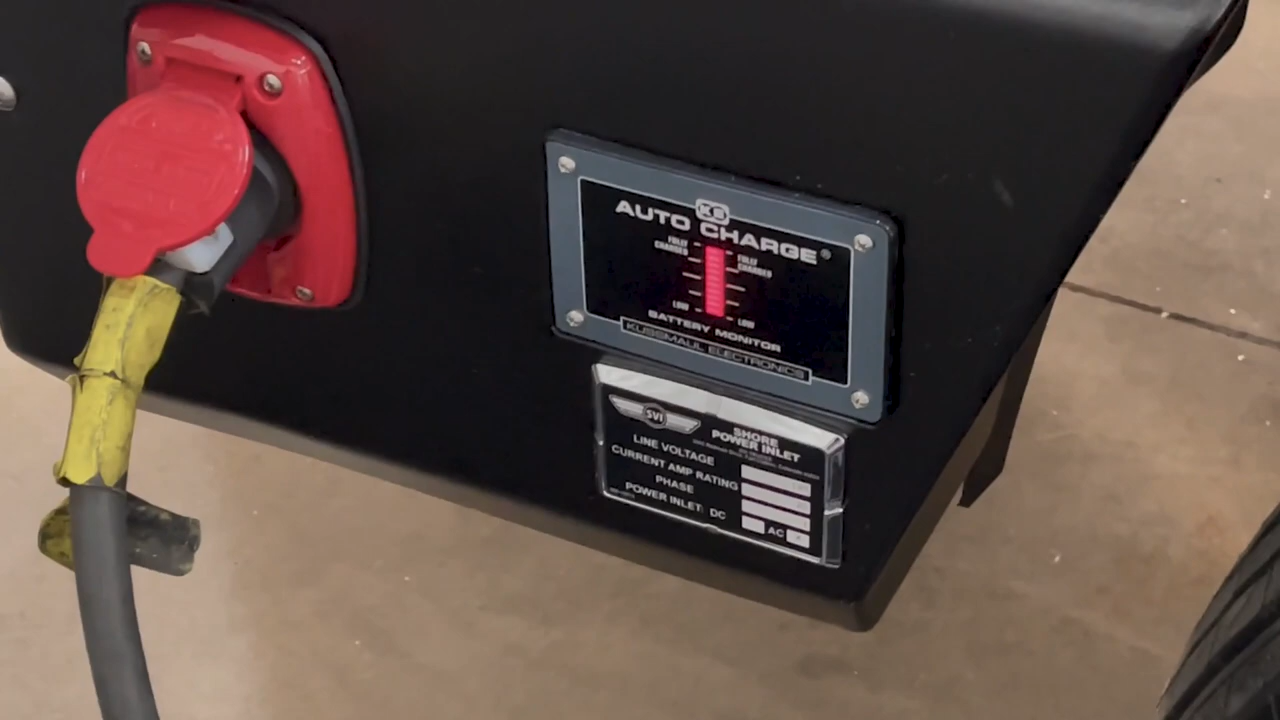 KE
AUTO CHARGE®
FULLY CHARGED
FULLY CHARGED
LOW
LOW
BATTERY MONITOR
KUSSMAUL ELECTRONICS
SVI
SHORE
POWER INLET
LINE VOLTAGE
CURRENT AMP RATING
PHASE
POWER INLET: DC AC